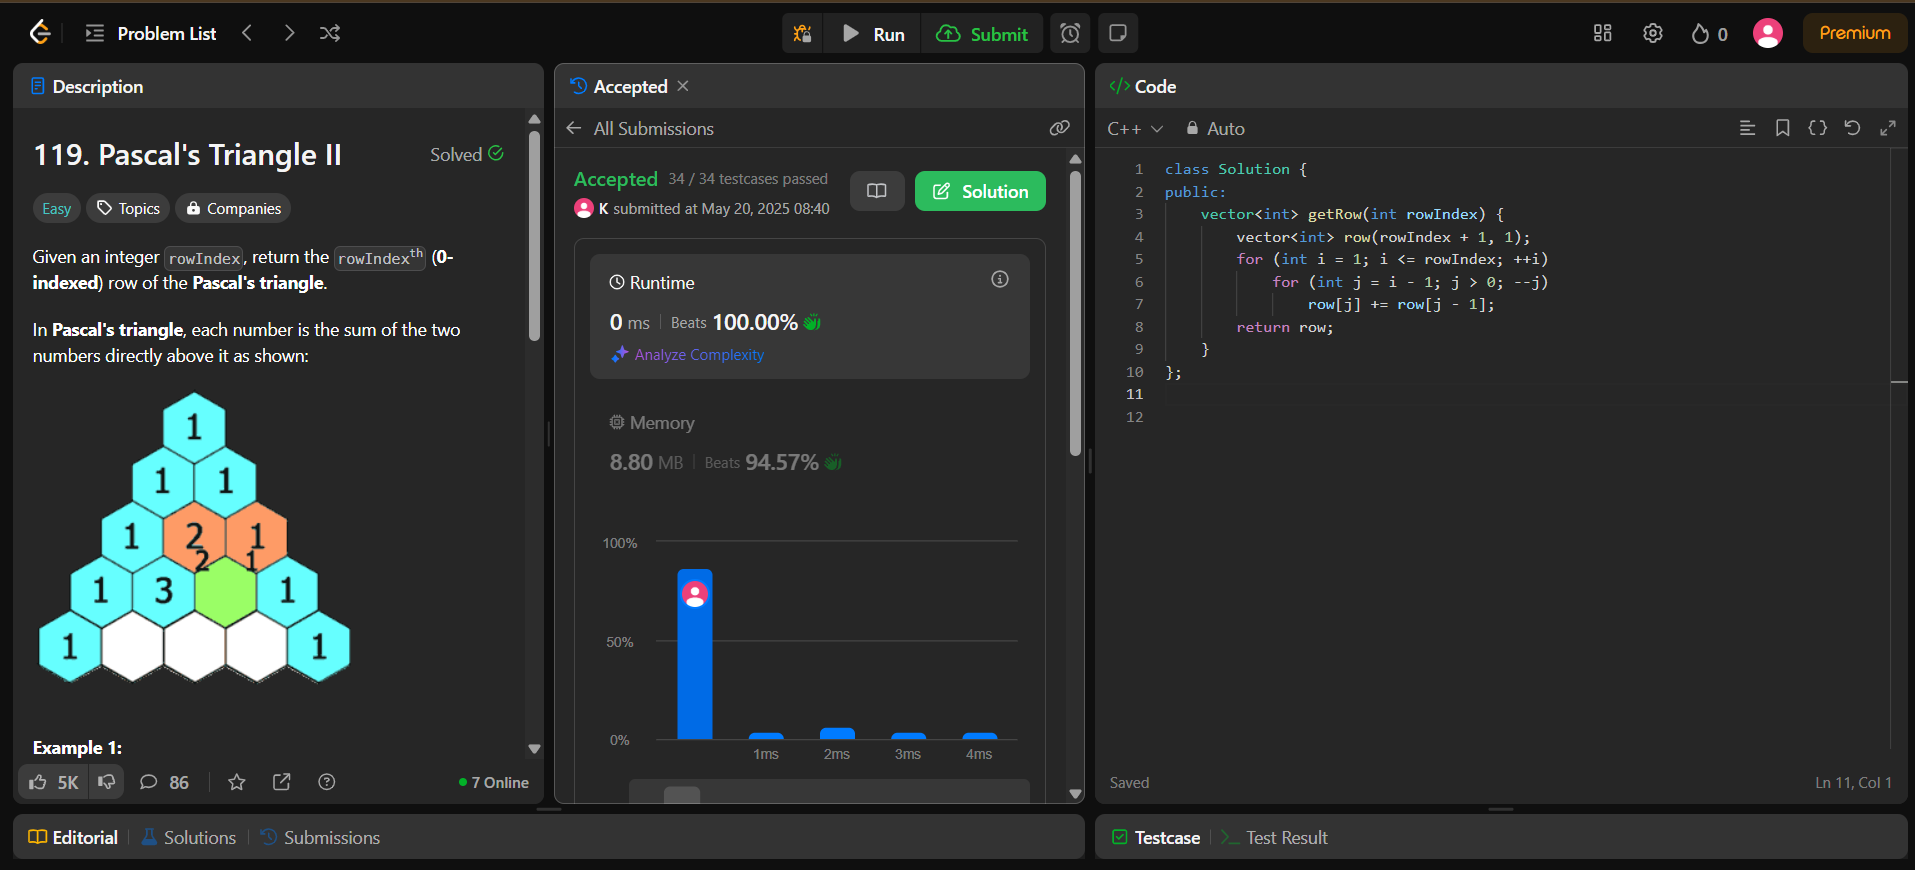 Problem List
Run
Submit
0
Premium
Description
119. Pascal's Triangle II
Solved
Easy
Topics
Companies
Given an integer rowIndex, return the rowIndexth (0-
indexed) row of the Pascal's triangle.
In Pascal's triangle, each number is the sum of the two
numbers directly above it as shown:
1
1 1
1 2 1
2 1
1 3 1
1 1
Example 1:
5K
86
7 Online
Accepted
All Submissions
Accepted 34 / 34 testcases passed
K submitted at May 20, 2025 08:40
Solution
Runtime
0 ms Beats 100.00%
Analyze Complexity
Memory
8.80 MB Beats 94.57%
100%
50%
0%
1ms 2ms 3ms 4ms
Code
C++ Auto
1 class Solution {
2 public:
3 vector<int> getRow(int rowIndex) {
4 vector<int> row(rowIndex + 1, 1);
5 for (int i = 1; i <= rowIndex; ++i)
6 for (int j = i - 1; j > 0; --j)
7 row[j] += row[j - 1];
8 return row;
9 }
10 };
11
12
Saved
Ln 11, Col 1
Editorial
Solutions
Submissions
Testcase
Test Result